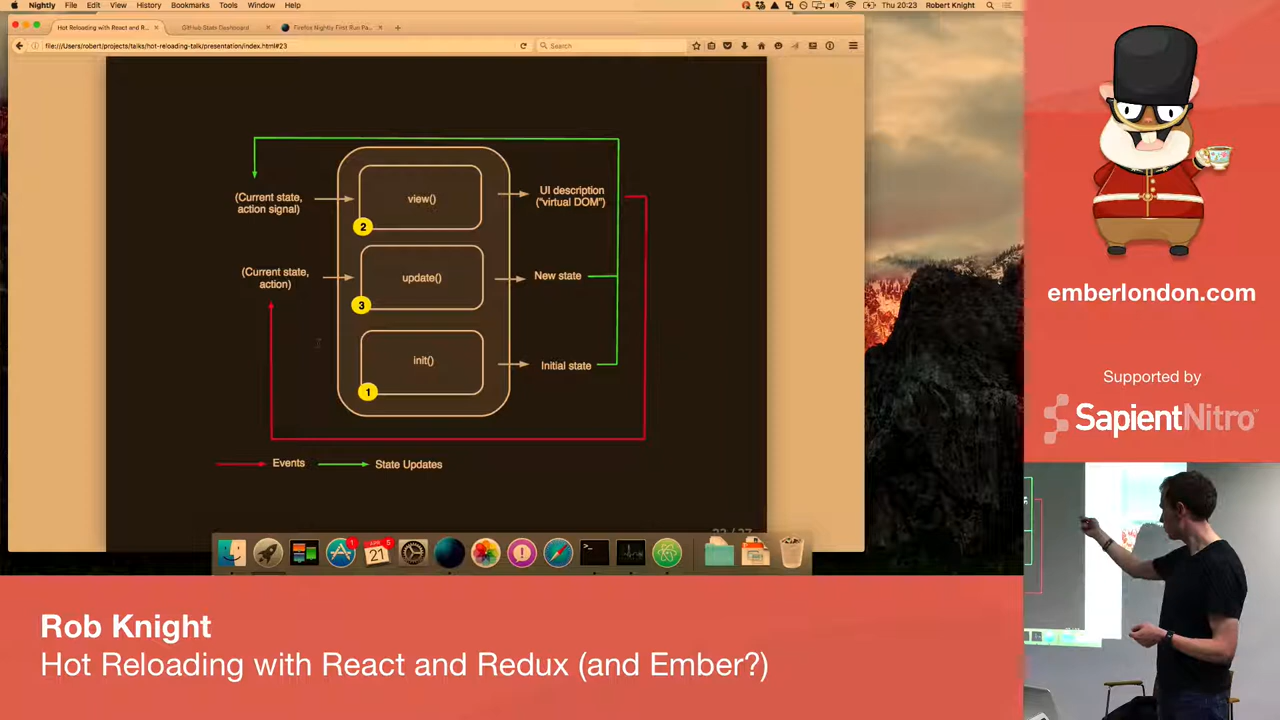 Nightly File Edit View History Bookmarks Tools Window Help
Thu 20:23 Robert Knight
Hot Reloading with React and R...
GitHub State Dashboard
Firefox Nightly First Run Pa...
file:///Users/robert/projects/talks/hot-reloading-talk/presentation/index.html#23
Search
(Current state,
action signal)
view()
2
UI description
("virtual DOM")
(Current state,
action)
update()
3
New state
init()
1
Initial state
Events
State Updates
1
APR 5
21
emberlondon.com
Supported by
SapientNitro
Rob Knight
Hot Reloading with React and Redux (and Ember?)